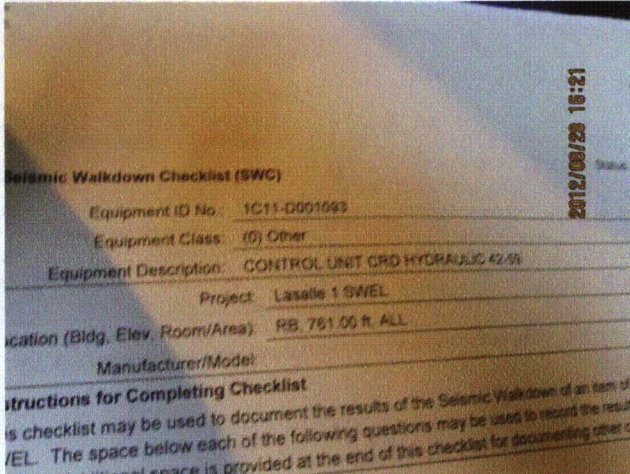 2012/08/28 16:21
Status
Seismic Walkdown Checklist (SWC)
Equipment ID No.: 1C11-D001093
Equipment Class: (0) Other
Equipment Description: CONTROL UNIT CRD HYDRAULIC 42-59
Project: Lasalle 1 SWEL
ocation (Bldg, Elev, Room/Area): RB, 761.00 ft, ALL
Manufacturer/Model:
structions for Completing Checklist
is checklist may be used to document the results of the Seismic Walkdown of an item of
VEL. The space below each of the following questions may be used to record the resul
space is provided at the end of this checklist for documenting other